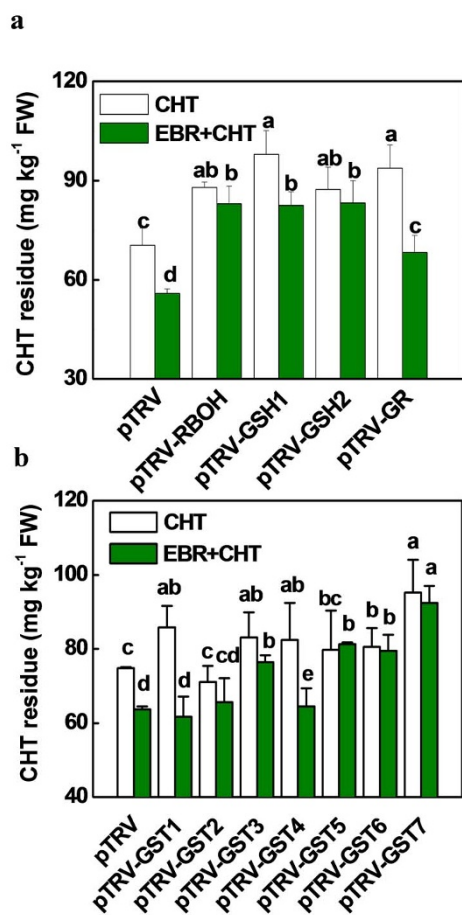 a
120
90
60
30
CHT residue (mg kg⁻¹ FW)
CHT
EBR+CHT
c
d
ab
b
a
b
ab
b
a
c
pTRV
pTRV-RBOH
pTRV-GSH1
pTRV-GSH2
pTRV-GR
b
120
100
80
60
40
CHT residue (mg kg⁻¹ FW)
CHT
EBR+CHT
c
d
ab
d
c
cd
ab
b
ab
e
bc
b
b
b
a
a
pTRV
pTRV-GST1
pTRV-GST2
pTRV-GST3
pTRV-GST4
pTRV-GST5
pTRV-GST6
pTRV-GST7